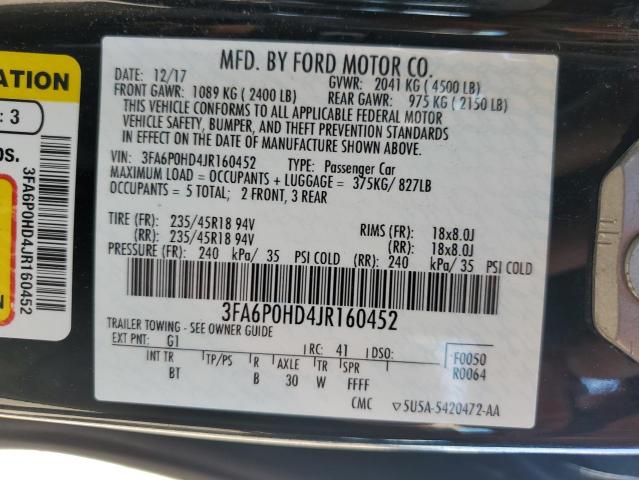 ATION
: 3
OS.
3FA6P0HD4JR160452
N
MFD. BY FORD MOTOR CO.
DATE: 12/17 GVWR: 2041 KG ( 4500 LB)
FRONT GAWR: 1089 KG ( 2400 LB) REAR GAWR: 975 KG ( 2150 LB)
THIS VEHICLE CONFORMS TO ALL APPLICABLE FEDERAL MOTOR
VEHICLE SAFETY, BUMPER, AND THEFT PREVENTION STANDARDS
IN EFFECT ON THE DATE OF MANUFACTURE SHOWN ABOVE.
VIN: 3FA6P0HD4JR160452 TYPE: Passenger Car
MAXIMUM LOAD = OCCUPANTS + LUGGAGE = 375KG/ 827LB
OCCUPANTS = 5 TOTAL; 2 FRONT, 3 REAR
TIRE (FR): 235/45R18 94V RIMS (FR): 18x8.0J
(RR): 235/45R18 94V (RR): 18x8.0J
PRESSURE (FR): 240 kPa/ 35 PSI COLD (RR): 240 kPa/ 35 PSI COLD
3FA6P0HD4JR160452
TRAILER TOWING - SEE OWNER GUIDE
EXT PNT: G1 RC: 41 DSO: F0050
INT TR TP/PS R AXLE TR SPR R0064
BT B 30 W FFFF
CMC ▽5U5A-5420472-AA